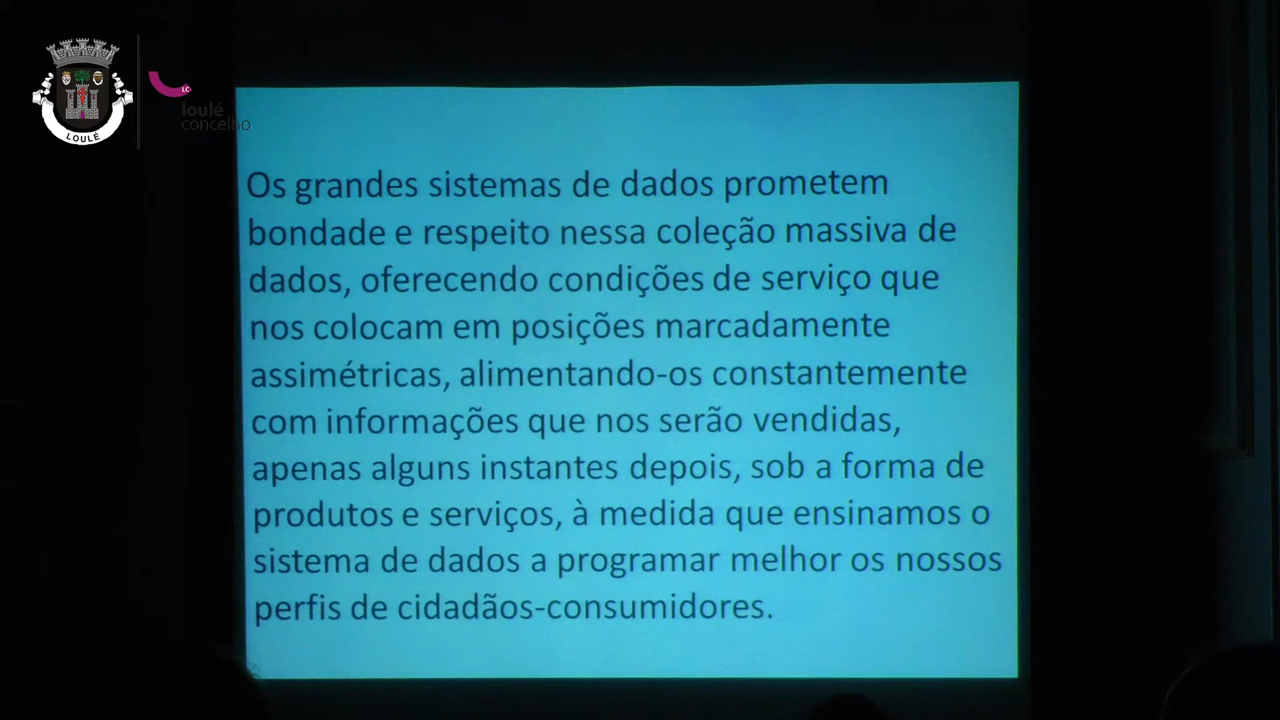 LOULÉ
LC
loulé
concelho
Os grandes sistemas de dados prometem
bondade e respeito nessa coleção massiva de
dados, oferecendo condições de serviço que
nos colocam em posições marcadamente
assimétricas, alimentando-os constantemente
com informações que nos serão vendidas,
apenas alguns instantes depois, sob a forma de
produtos e serviços, à medida que ensinamos o
sistema de dados a programar melhor os nossos
perfis de cidadãos-consumidores.